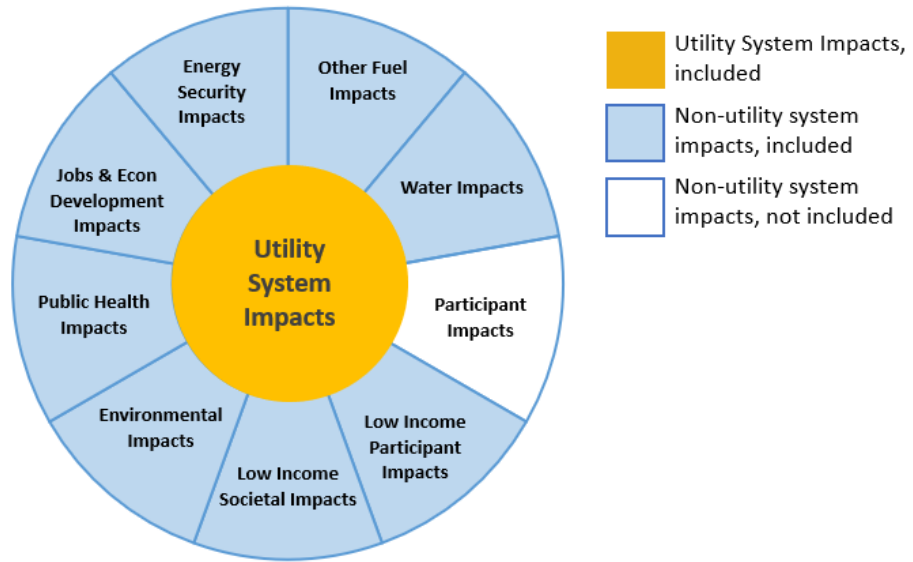 Energy
Security
Impacts
Other Fuel
Impacts
Water Impacts
Participant
Impacts
Low Income
Participant
Impacts
Low Income
Societal Impacts
Environmental
Impacts
Public Health
Impacts
Jobs & Econ
Development
Impacts
Utility
System
Impacts
Utility System Impacts,
included
Non-utility system
impacts, included
Non-utility system
impacts, not included